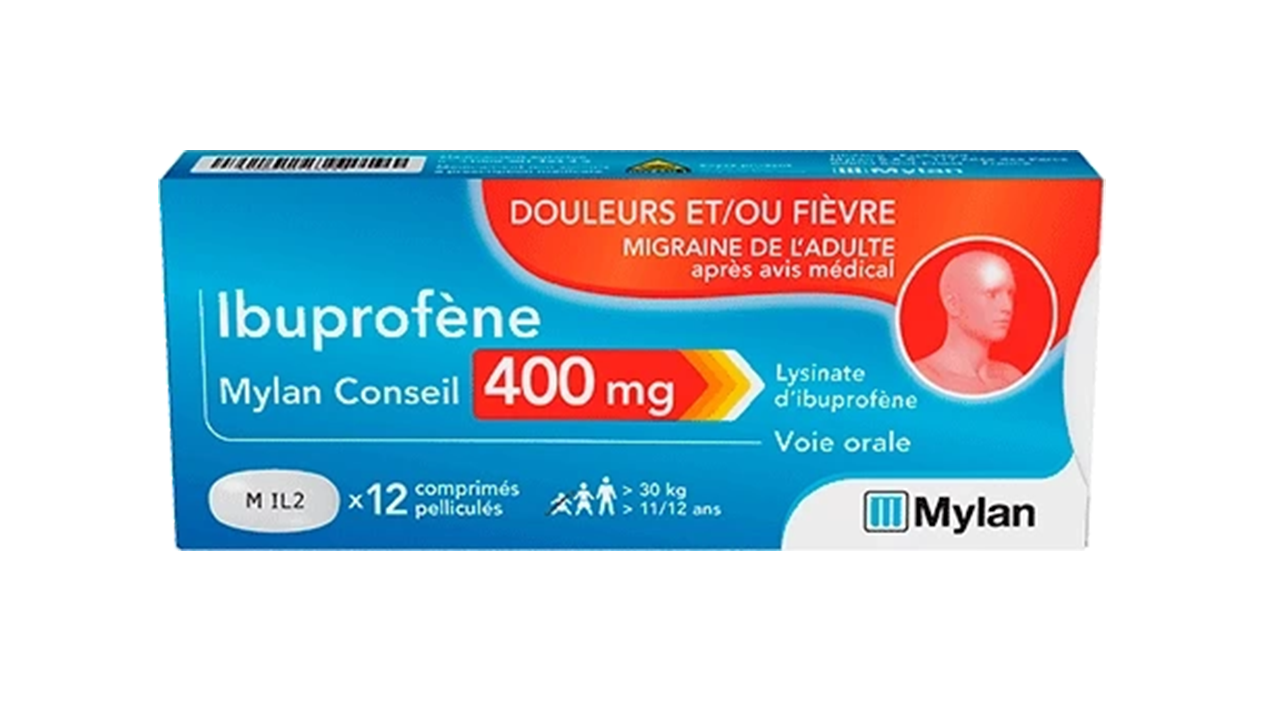 Mylan
DOULEURS ET/OU FIÈVRE
MIGRAINE DE L'ADULTE
après avis médical
Ibuprofène
Mylan Conseil 400 mg
Lysinate
d'ibuprofène
Voie orale
M IL2
x12 comprimés
pelliculés
> 30 kg
> 11/12 ans
Mylan